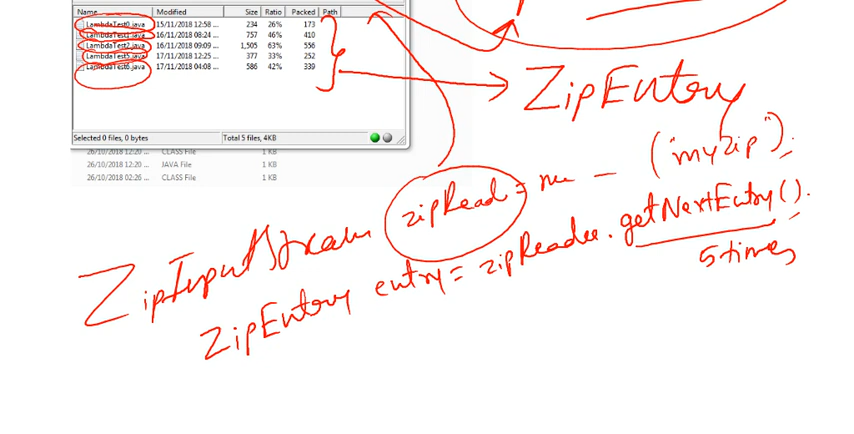 Name Modified Size Ratio Packed Path
LambdaTest0.java 15/11/2018 12:58 ... 234 26% 173
LambdaTest1.java 16/11/2018 08:24 ... 757 46% 410
LambdaTest2.java 16/11/2018 09:09 ... 1,505 63% 556
LambdaTest5.java 17/11/2018 12:25 ... 377 33% 252
LambdaTest6.java 17/11/2018 04:08 ... 586 42% 339
ZipEntry
Selected 0 files, 0 bytes Total 5 files, 4KB
26/10/2018 12:20 ... CLASS File 1 KB
26/10/2018 12:20 ... JAVA File 1 KB
26/10/2018 02:26 ... CLASS File 1 KB
ZipInputStream zipRead = ne - ("myzip");
ZipEntry entry = zipReader.getNextEntry();
5 times